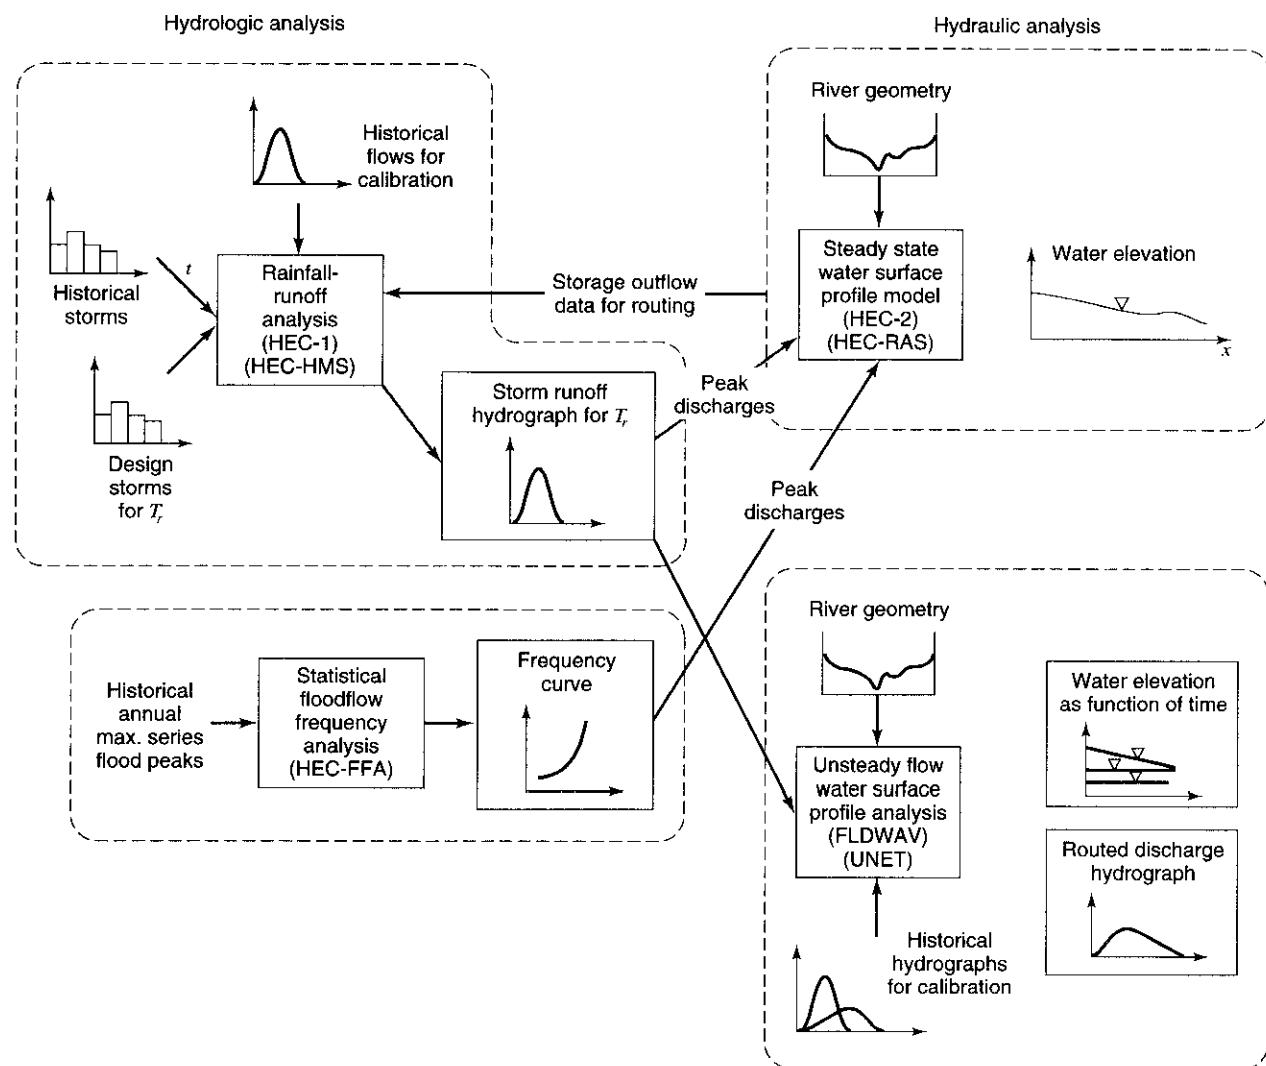 Hydrologic analysis
Hydraulic analysis
Historical
flows for
calibration
t
Historical
storms
Rainfall-
runoff
analysis
(HEC-1)
(HEC-HMS)
Design
storms
for Tr
Storage outflow
data for routing
Storm runoff
hydrograph for Tr
Peak
discharges
River geometry
Steady state
water surface
profile model
(HEC-2)
(HEC-RAS)
Water elevation
x
Peak
discharges
Historical
annual
max. series
flood peaks
Statistical
floodflow
frequency
analysis
(HEC-FFA)
Frequency
curve
River geometry
Unsteady flow
water surface
profile analysis
(FLDWAV)
(UNET)
Historical
hydrographs
for calibration
Water elevation
as function of time
Routed discharge
hydrograph